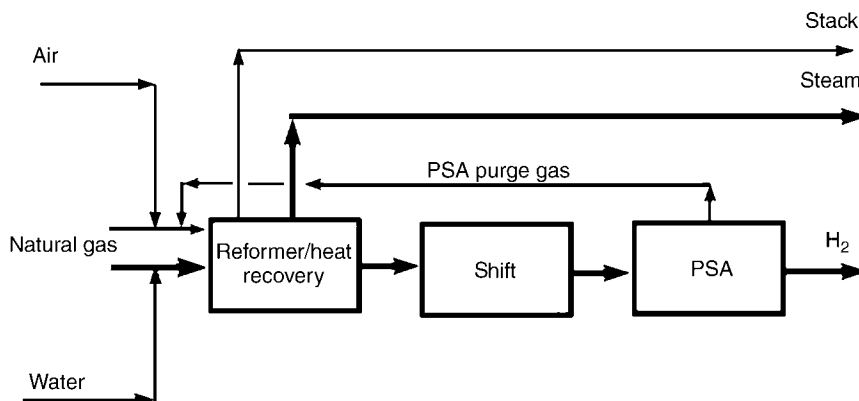 Stack
Air
Steam
PSA purge gas
Natural gas
Reformer/heat
recovery
Shift
PSA
H₂
Water